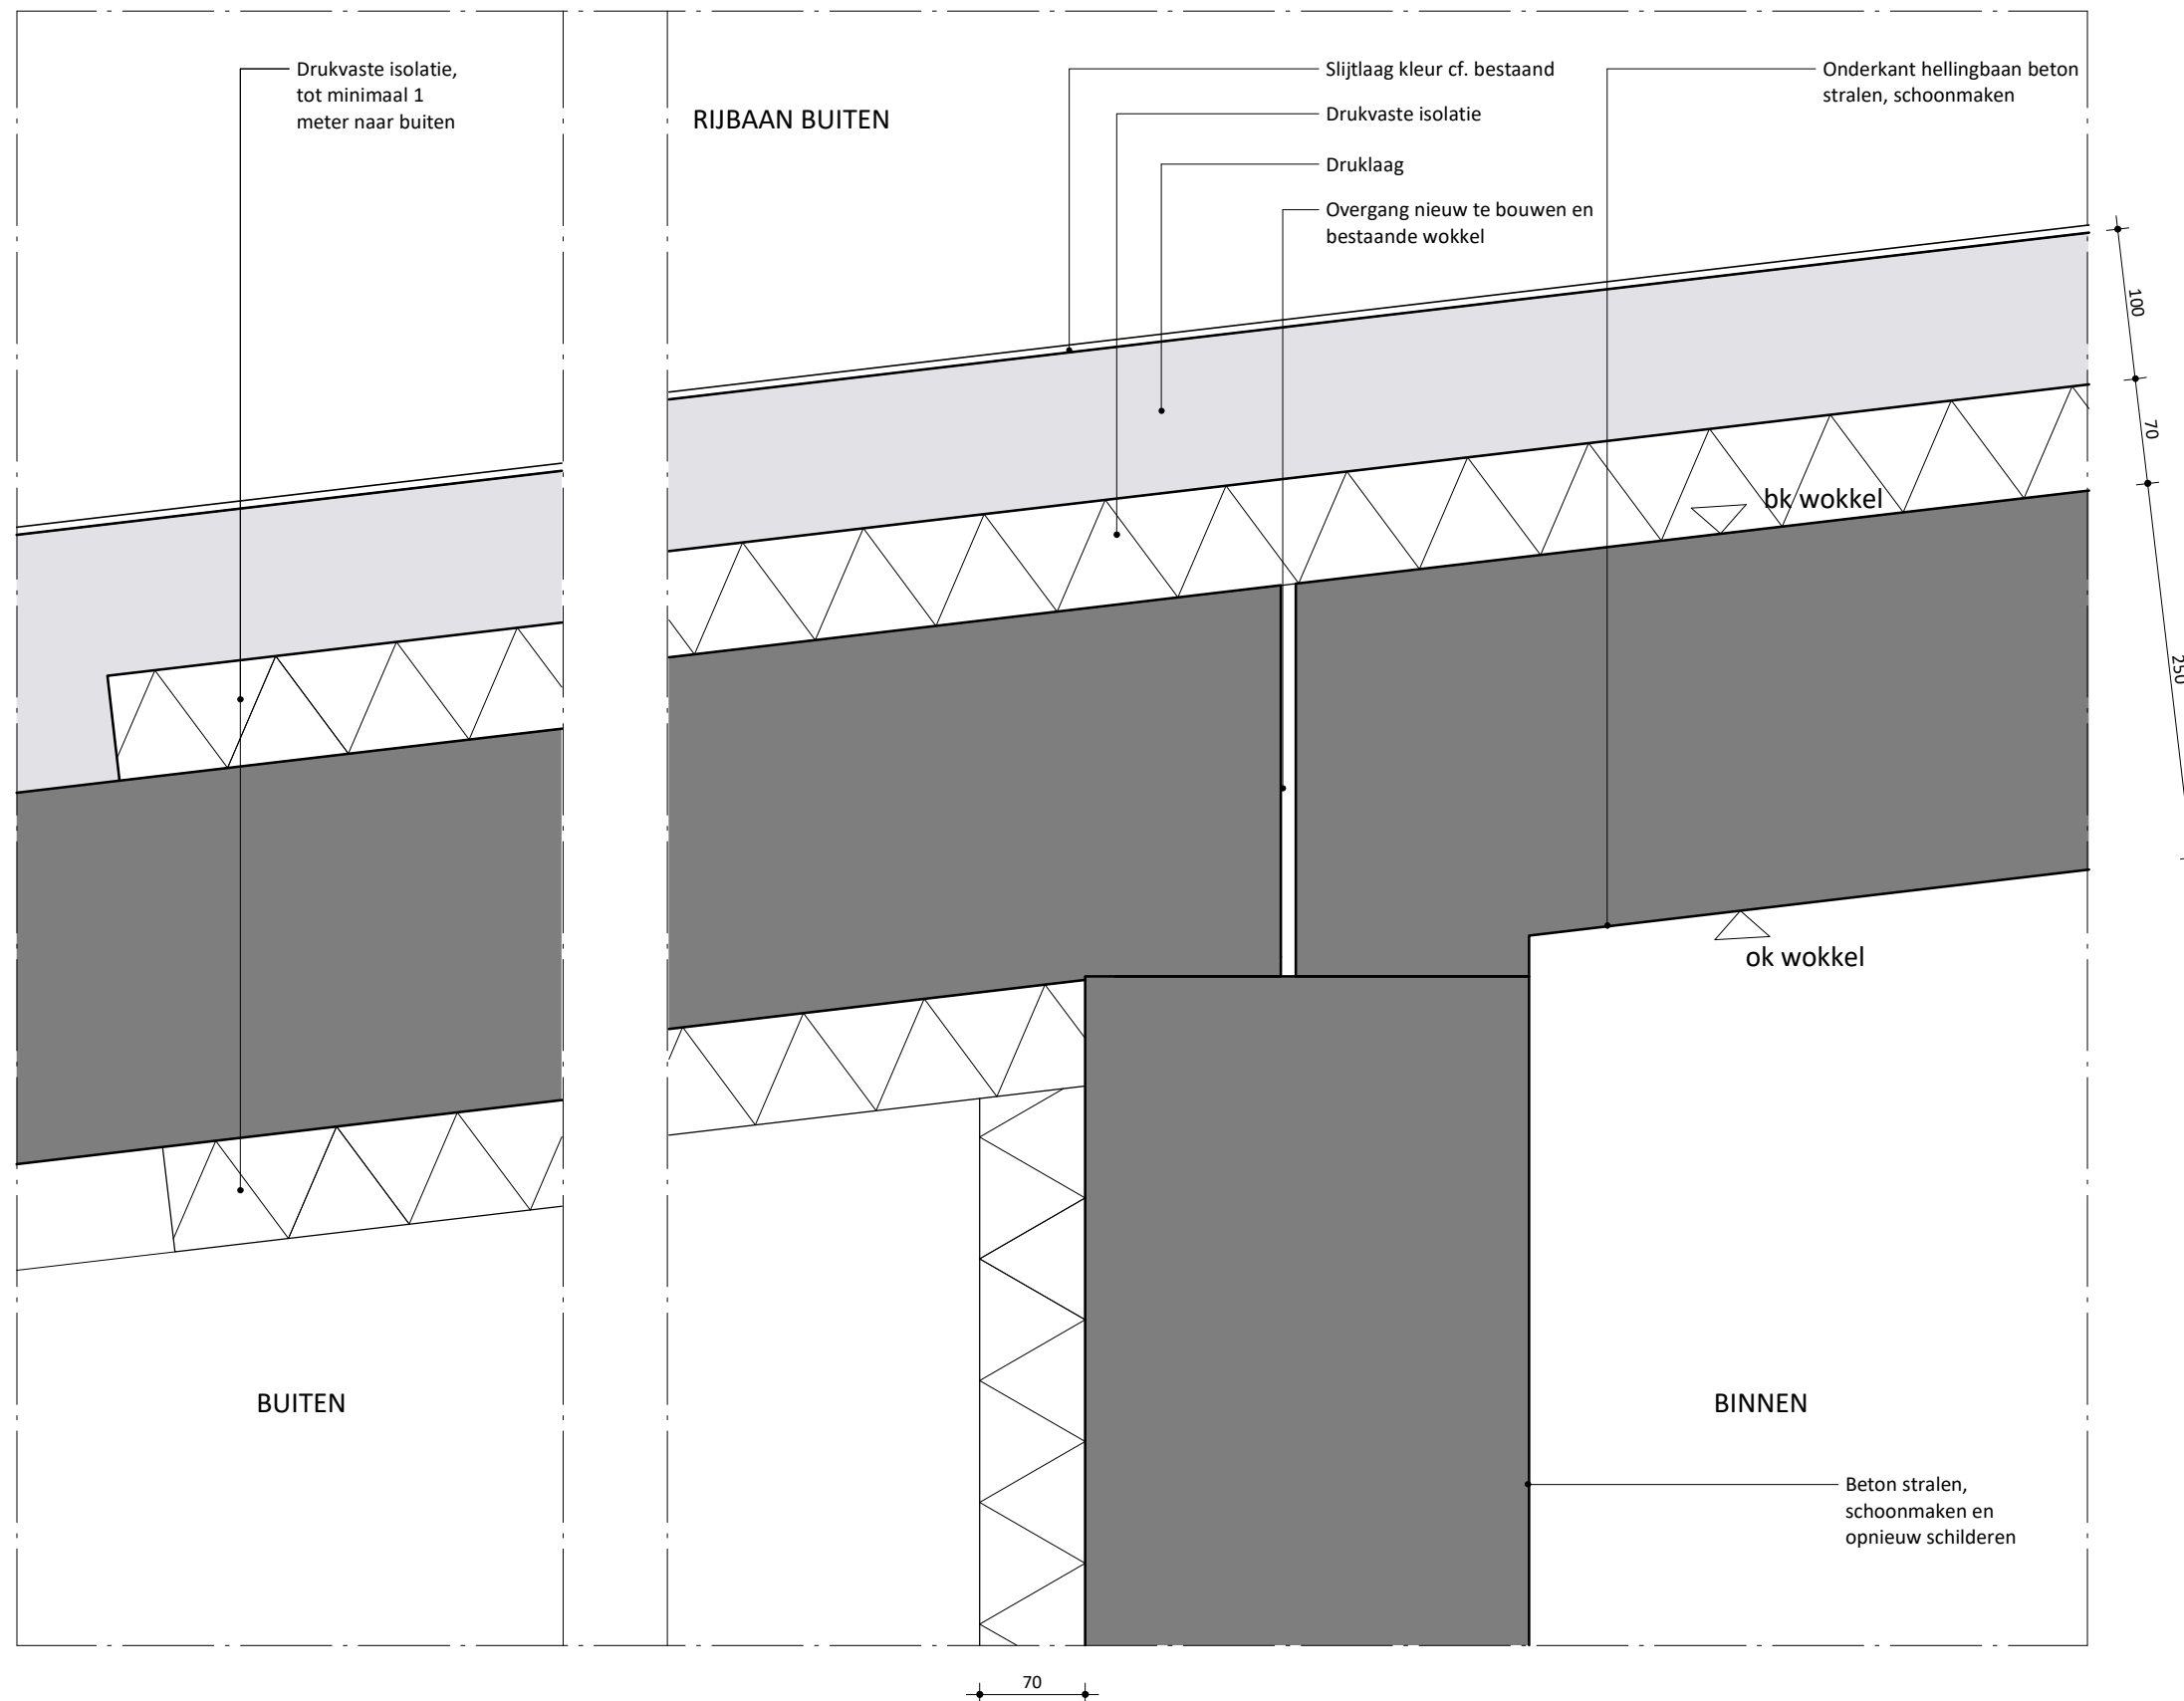 Drukvaste isolatie,
tot minimaal 1
meter naar buiten
RIJBAAN BUITEN
Slijtlaag kleur cf. bestaand
Drukvaste isolatie
Druklaag
Overgang nieuw te bouwen en
bestaande wokkel
Onderkant hellingbaan beton
stralen, schoonmaken
100
70
bk wokkel
250
ok wokkel
BUITEN
BINNEN
Beton stralen,
schoonmaken en
opnieuw schilderen
70